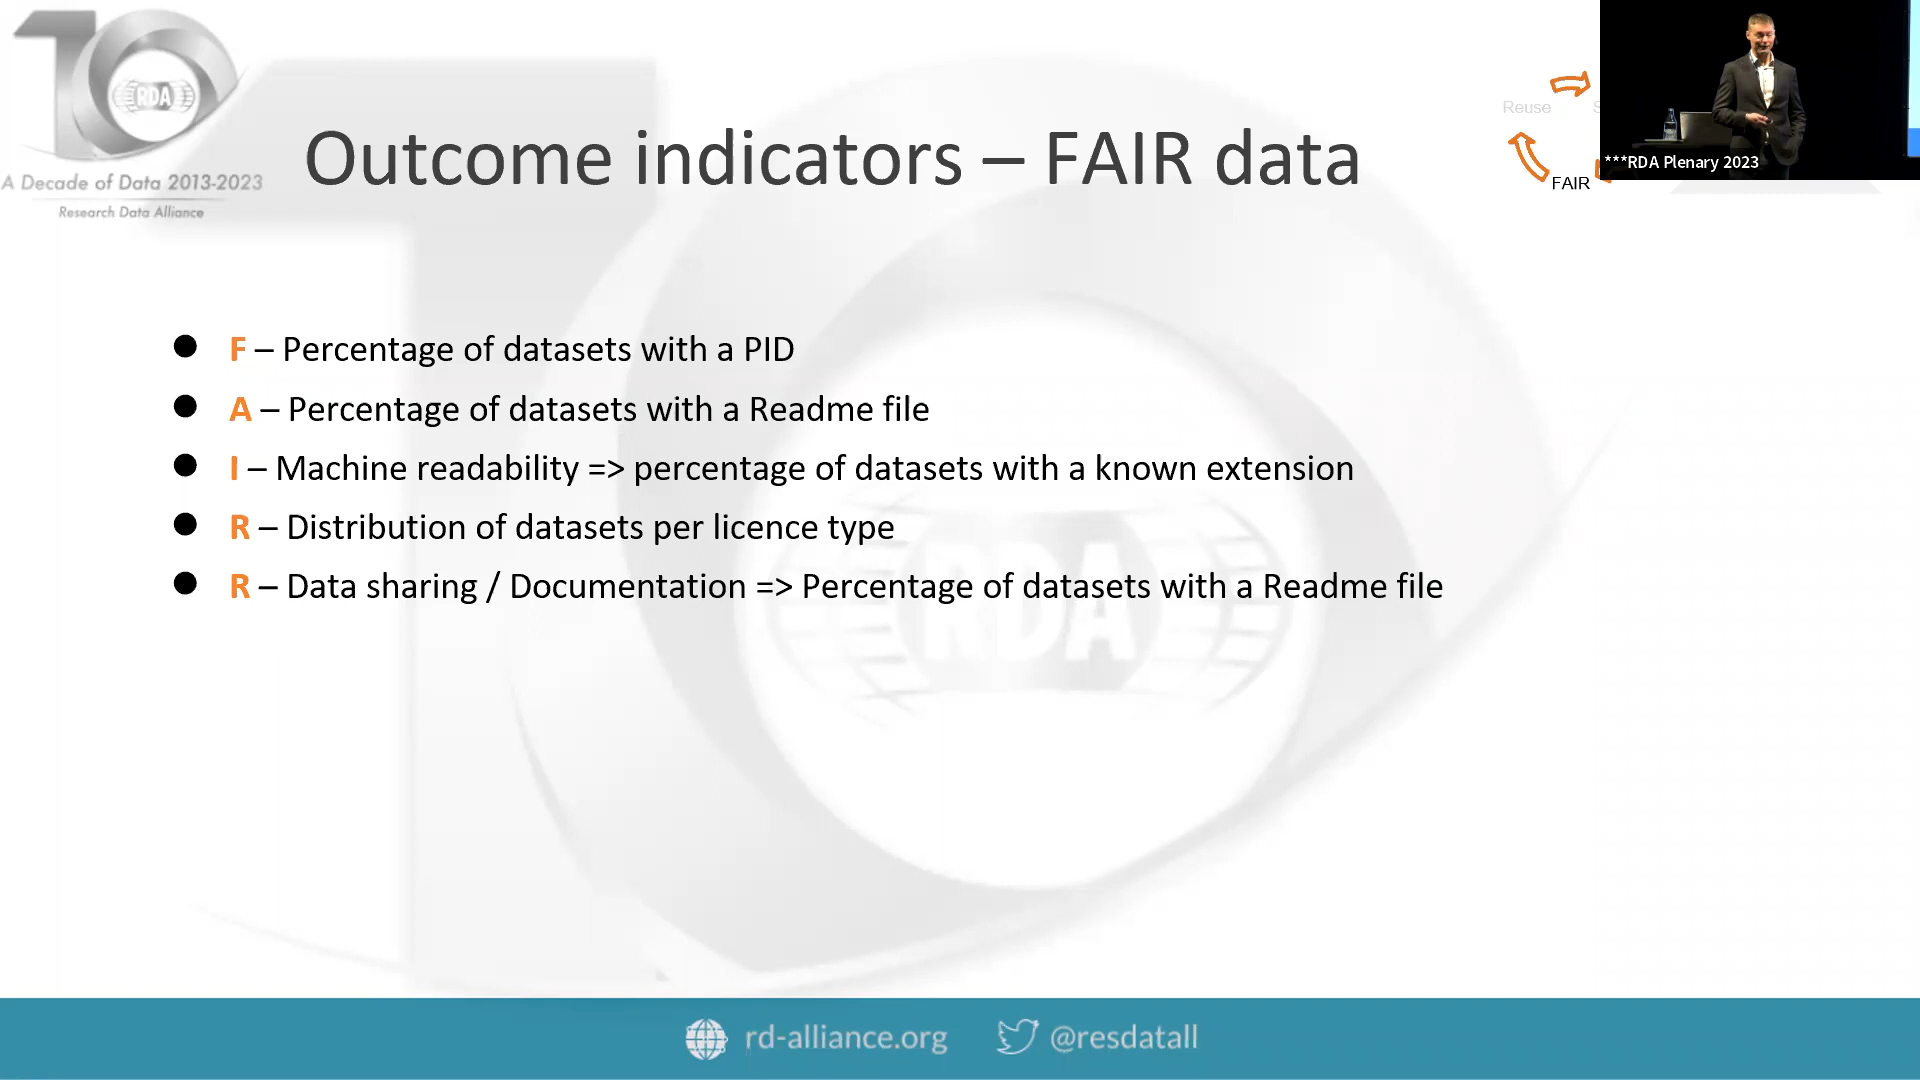 RDA
A Decade of Data 2013-2023
Research Data Alliance
Outcome indicators – FAIR data
Reuse
FAIR
***RDA Plenary 2023
F – Percentage of datasets with a PID
A – Percentage of datasets with a Readme file
I – Machine readability => percentage of datasets with a known extension
R – Distribution of datasets per licence type
R – Data sharing / Documentation => Percentage of datasets with a Readme file
RDA
rd-alliance.org @resdatall